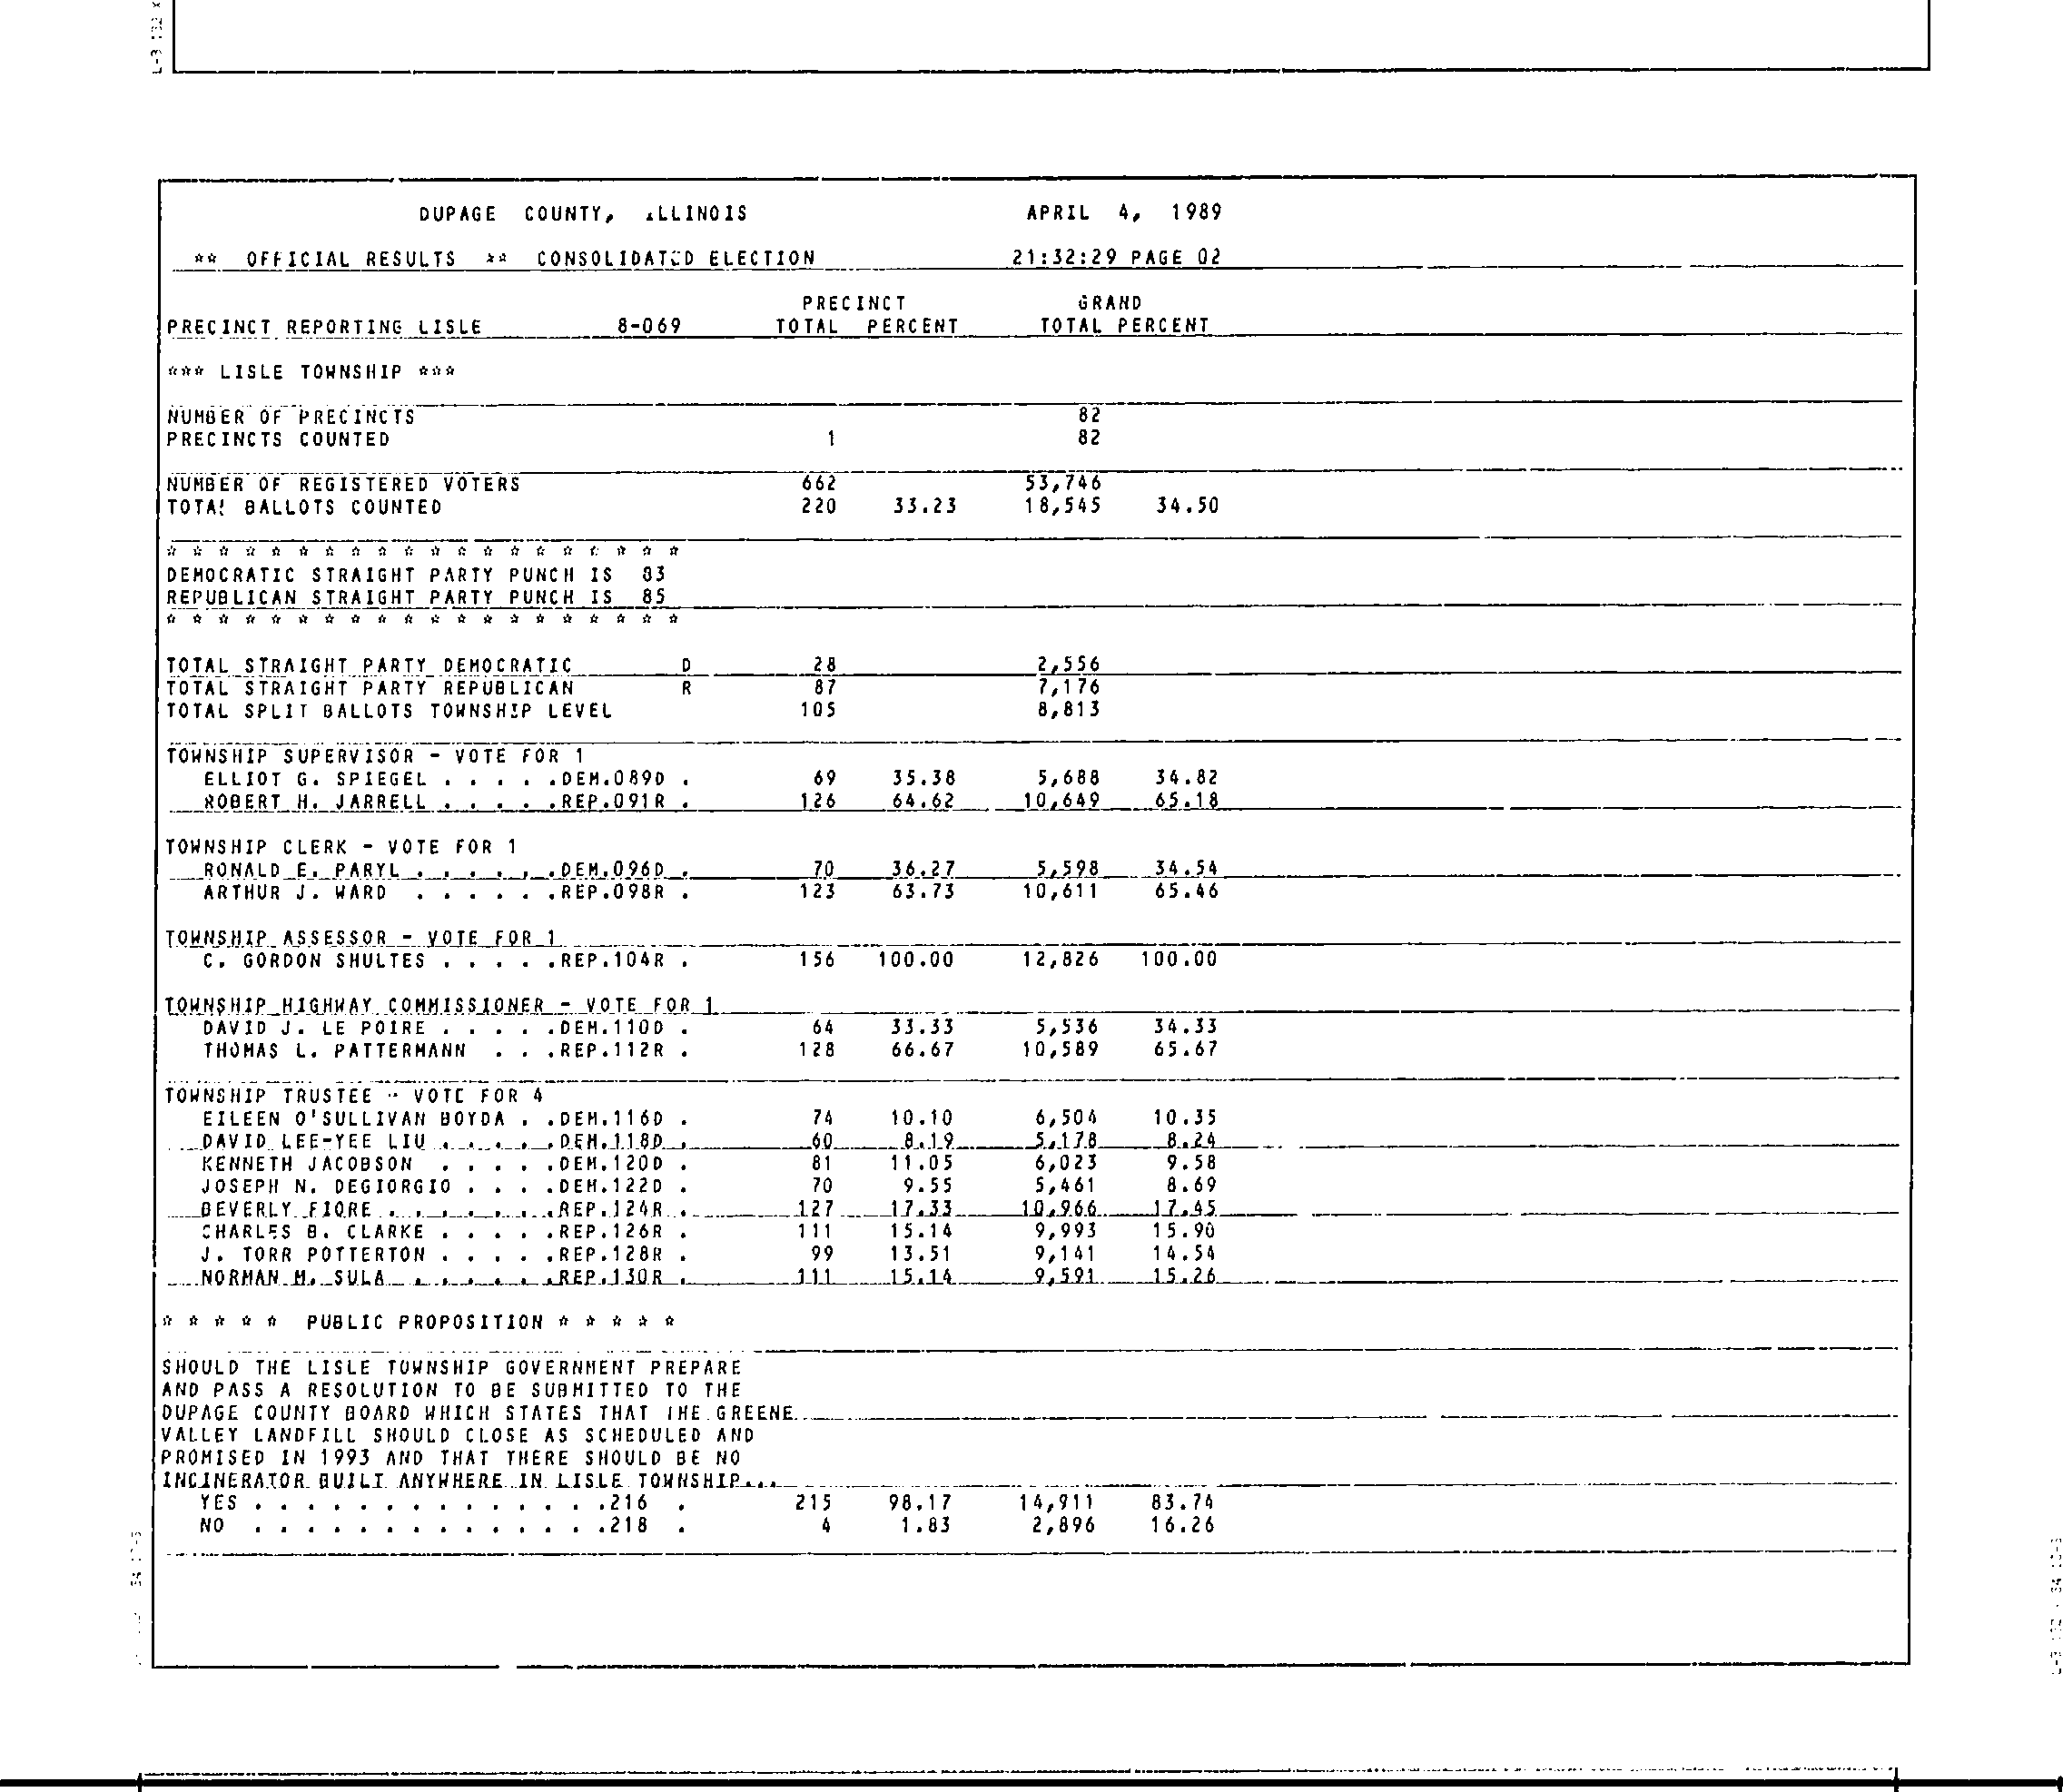 DUPAGE COUNTY, ILLINOIS APRIL 4, 1989
** OFFICIAL RESULTS ** CONSOLIDATED ELECTION 21:32:29 PAGE 02
PRECINCT GRAND
PRECINCT REPORTING LISLE 8-069 TOTAL PERCENT TOTAL PERCENT
*** LISLE TOWNSHIP ***
NUMBER OF PRECINCTS 82
PRECINCTS COUNTED 1 82
NUMBER OF REGISTERED VOTERS 662 53,746
TOTAL BALLOTS COUNTED 220 33.23 18,545 34.50
* * * * * * * * * * * * * * * * * * * *
DEMOCRATIC STRAIGHT PARTY PUNCH IS 83
REPUBLICAN STRAIGHT PARTY PUNCH IS 85
* * * * * * * * * * * * * * * * * * * *
TOTAL STRAIGHT PARTY DEMOCRATIC D 28 2,556
TOTAL STRAIGHT PARTY REPUBLICAN R 87 7,176
TOTAL SPLIT BALLOTS TOWNSHIP LEVEL 105 8,813
TOWNSHIP SUPERVISOR - VOTE FOR 1
ELLIOT G. SPIEGEL . . . . .DEM.089D . 69 35.38 5,688 34.82
ROBERT H. JARRELL . . . . .REP.091R . 126 64.62 10,649 65.18
TOWNSHIP CLERK - VOTE FOR 1
RONALD E. PARYL . . . . . .DEM.096D . 70 36.27 5,598 34.54
ARTHUR J. WARD . . . . . .REP.098R . 123 63.73 10,611 65.46
TOWNSHIP ASSESSOR - VOTE FOR 1
C. GORDON SHULTES . . . . .REP.104R . 156 100.00 12,826 100.00
TOWNSHIP HIGHWAY COMMISSIONER - VOTE FOR 1
DAVID J. LE POIRE . . . . .DEM.110D . 64 33.33 5,536 34.33
THOMAS L. PATTERMANN . . .REP.112R . 128 66.67 10,589 65.67
TOWNSHIP TRUSTEE - VOTE FOR 4
EILEEN O'SULLIVAN BOYDA . .DEM.116D . 74 10.10 6,504 10.35
DAVID LEE-YEE LIU . . . . .DEM.118D . 60 8.19 5,178 8.24
KENNETH JACOBSON . . . . .DEM.120D . 81 11.05 6,023 9.58
JOSEPH N. DEGIORGIO . . . .DEM.122D . 70 9.55 5,461 8.69
BEVERLY FIORE . . . . . . .REP.124R . 127 17.33 10,966 17.45
CHARLES B. CLARKE . . . . .REP.126R . 111 15.14 9,993 15.90
J. TORR POTTERTON . . . . .REP.128R . 99 13.51 9,141 14.54
NORMAN M. SULA . . . . . .REP.130R . 111 15.14 9,591 15.26
* * * * * PUBLIC PROPOSITION * * * * *
SHOULD THE LISLE TOWNSHIP GOVERNMENT PREPARE
AND PASS A RESOLUTION TO BE SUBMITTED TO THE
DUPAGE COUNTY BOARD WHICH STATES THAT THE GREENE
VALLEY LANDFILL SHOULD CLOSE AS SCHEDULED AND
PROMISED IN 1993 AND THAT THERE SHOULD BE NO
INCINERATOR BUILT ANYWHERE IN LISLE TOWNSHIP...
YES . . . . . . . . . . . . . .216 . 215 98.17 14,911 83.74
NO . . . . . . . . . . . . . .218 . 4 1.83 2,896 16.26